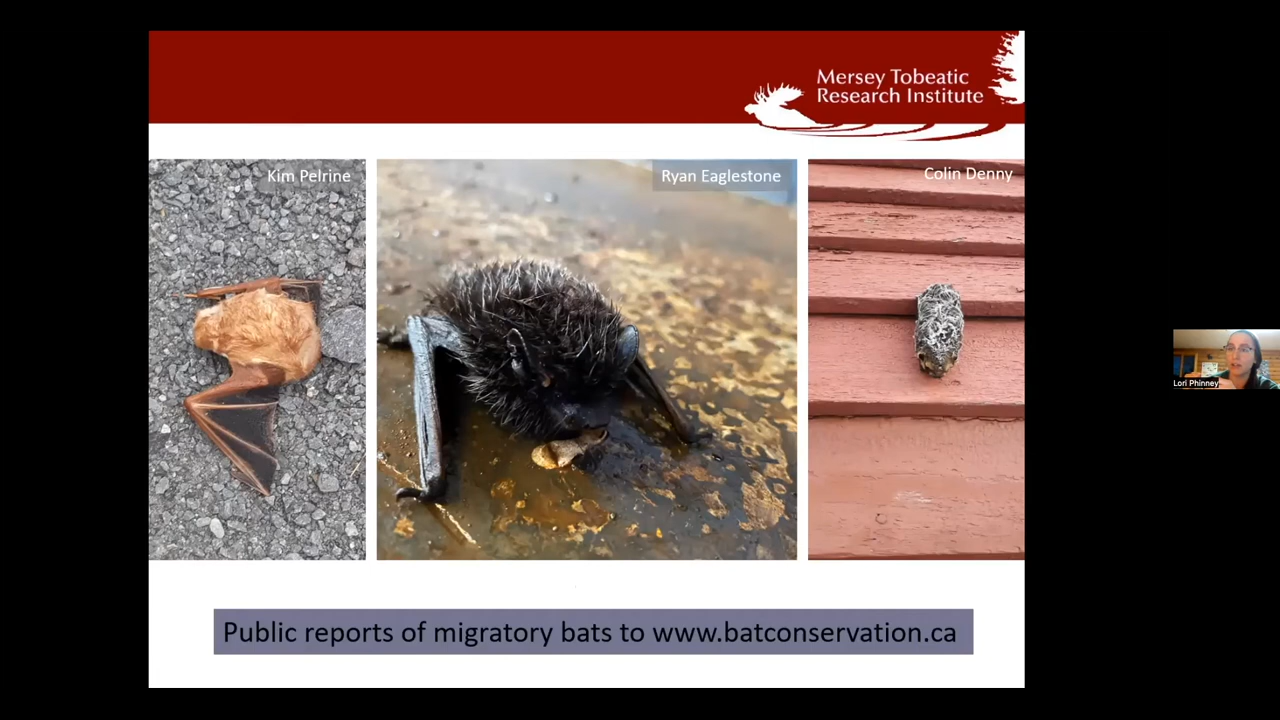 Mersey Tobeatic
Research Institute
Kim Pelrine
Ryan Eaglestone
Colin Denny
Lori Phinney
Public reports of migratory bats to www.batconservation.ca